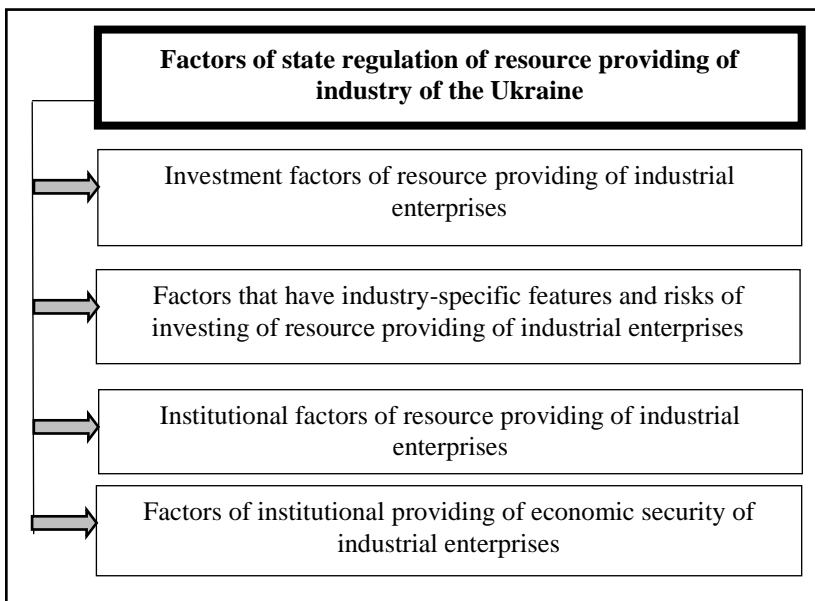 Factors of state regulation of resource providing of
industry of the Ukraine
Investment factors of resource providing of industrial
enterprises
Factors that have industry-specific features and risks of
investing of resource providing of industrial enterprises
Institutional factors of resource providing of industrial
enterprises
Factors of institutional providing of economic security of
industrial enterprises